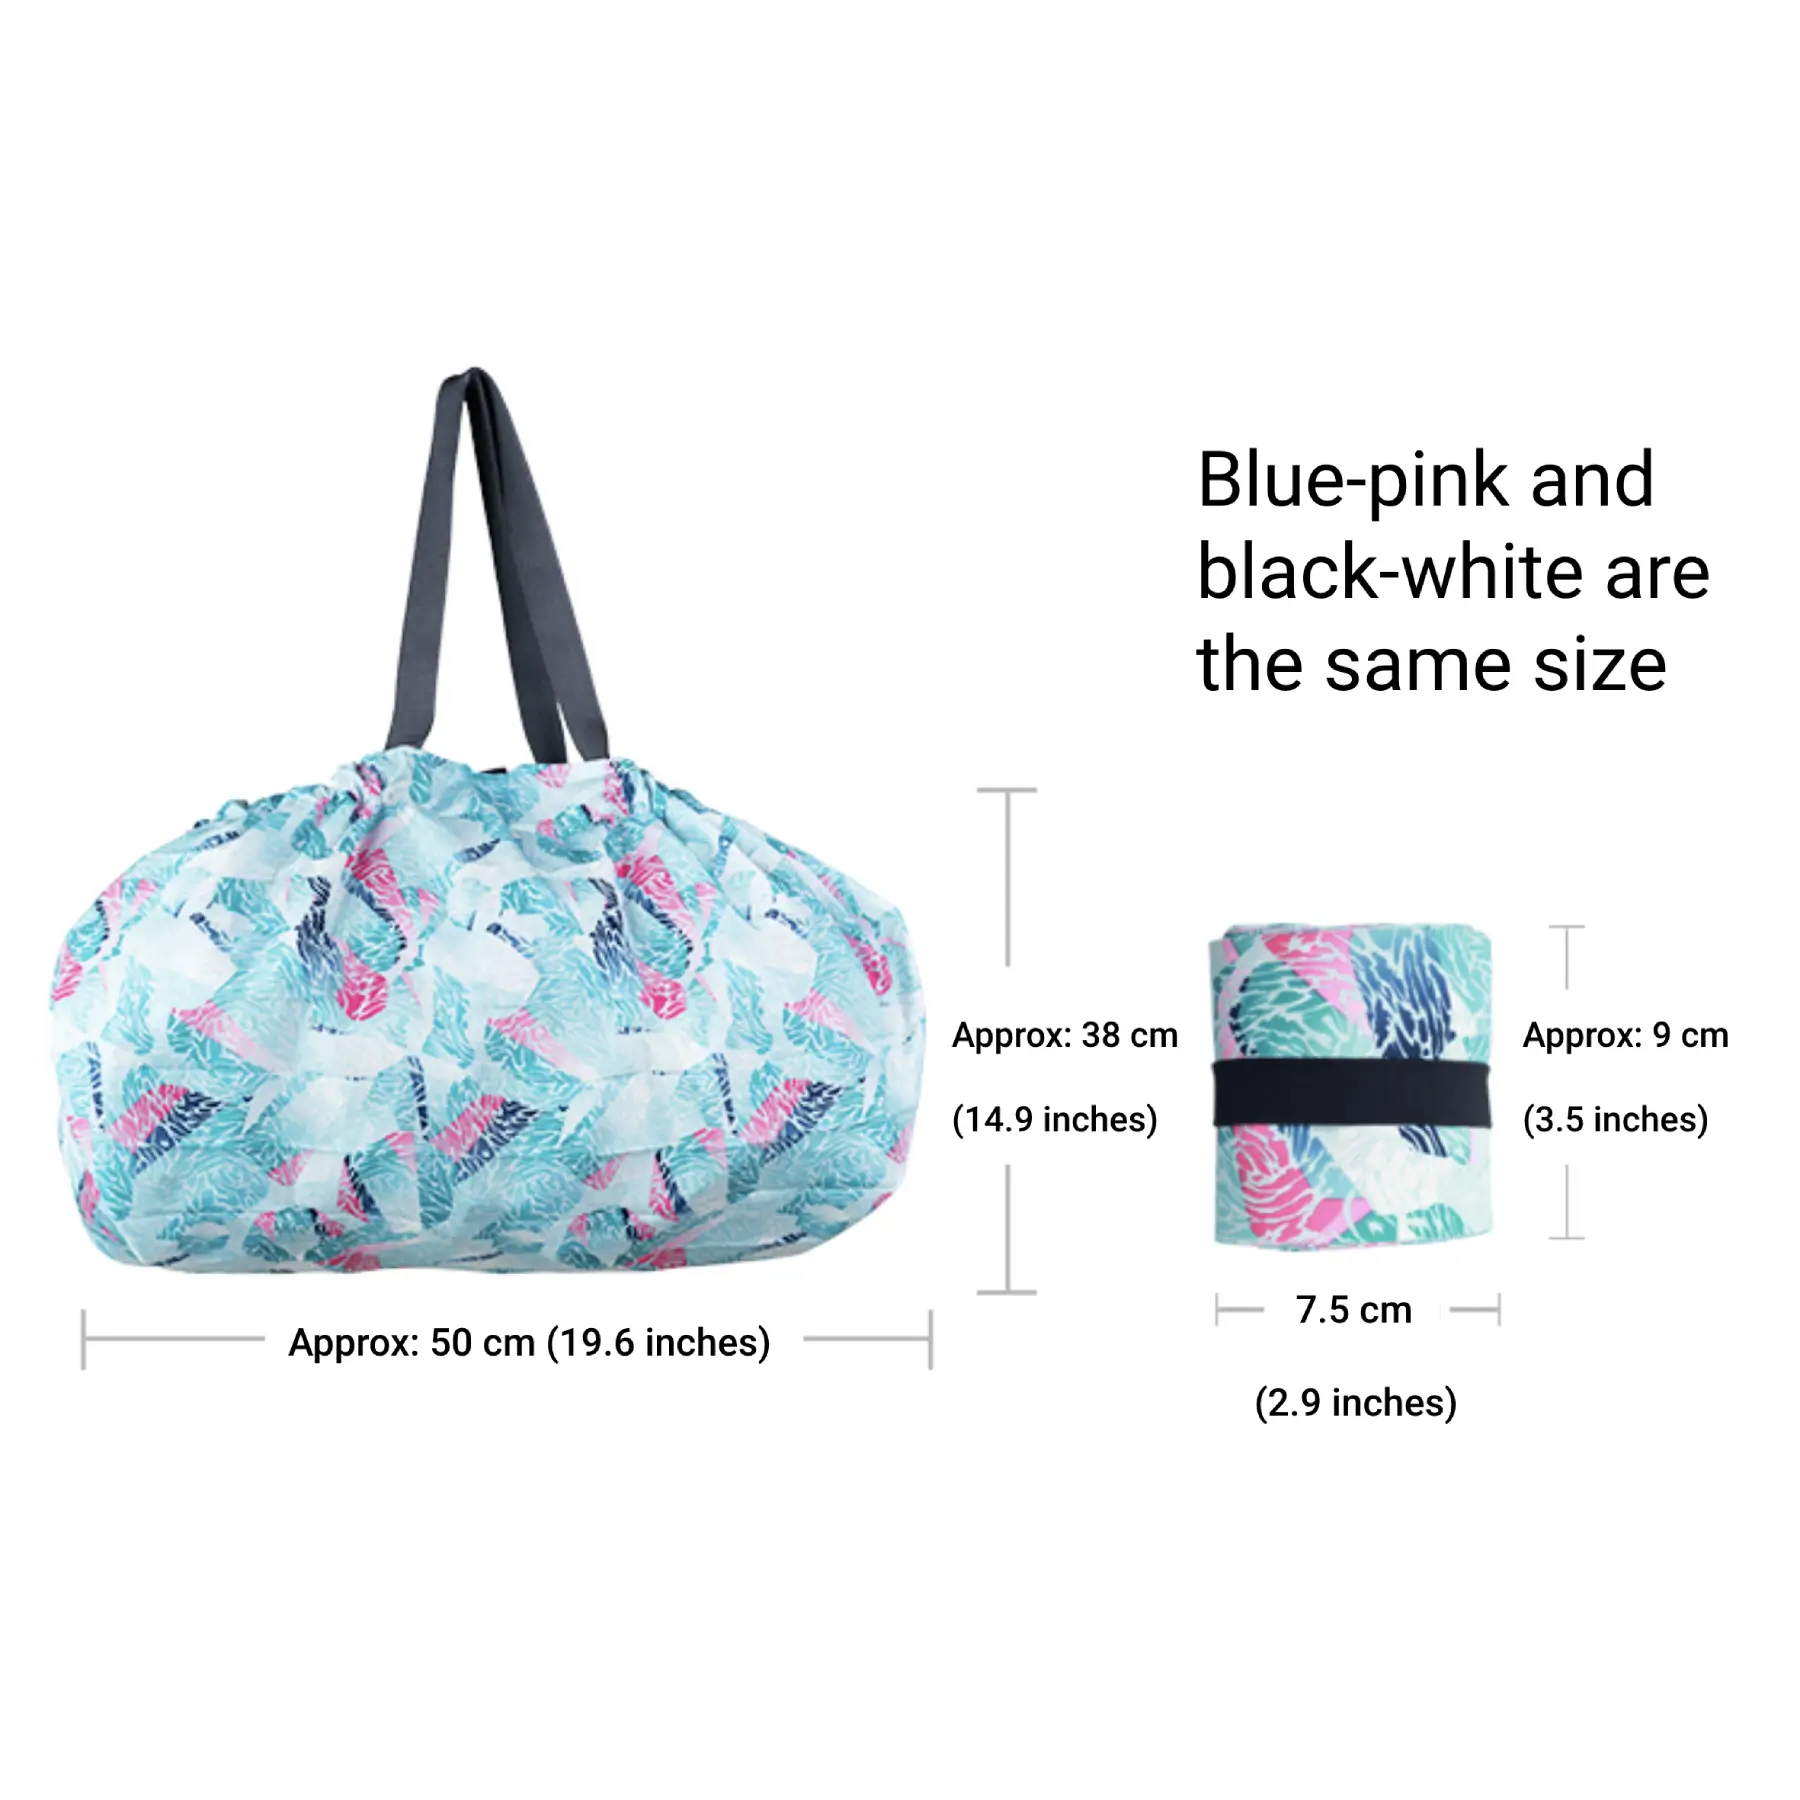 Blue-pink and
black-white are
the same size
Approx: 38 cm
(14.9 inches)
Approx: 9 cm
(3.5 inches)
Approx: 50 cm (19.6 inches)
7.5 cm
(2.9 inches)